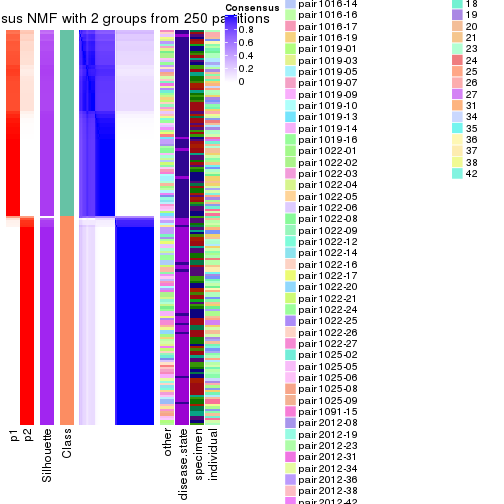 sus NMF with 2 groups from 250 partitions
Consensus
1
0.8
0.6
0.4
0.2
0
p1
p2
Silhouette
Class
other
disease.state
specimen
individual
pair1016-14
pair1016-16
pair1016-17
pair1016-19
pair1019-01
pair1019-03
pair1019-05
pair1019-07
pair1019-09
pair1019-10
pair1019-13
pair1019-14
pair1019-16
pair1022-01
pair1022-02
pair1022-03
pair1022-04
pair1022-05
pair1022-06
pair1022-08
pair1022-09
pair1022-12
pair1022-14
pair1022-16
pair1022-17
pair1022-20
pair1022-21
pair1022-24
pair1022-25
pair1022-26
pair1022-27
pair1025-02
pair1025-05
pair1025-06
pair1025-08
pair1025-09
pair1091-15
pair2012-08
pair2012-19
pair2012-23
pair2012-31
pair2012-34
pair2012-36
pair2012-38
pair2012-42
18
19
20
21
23
24
25
26
27
31
34
35
36
37
38
42